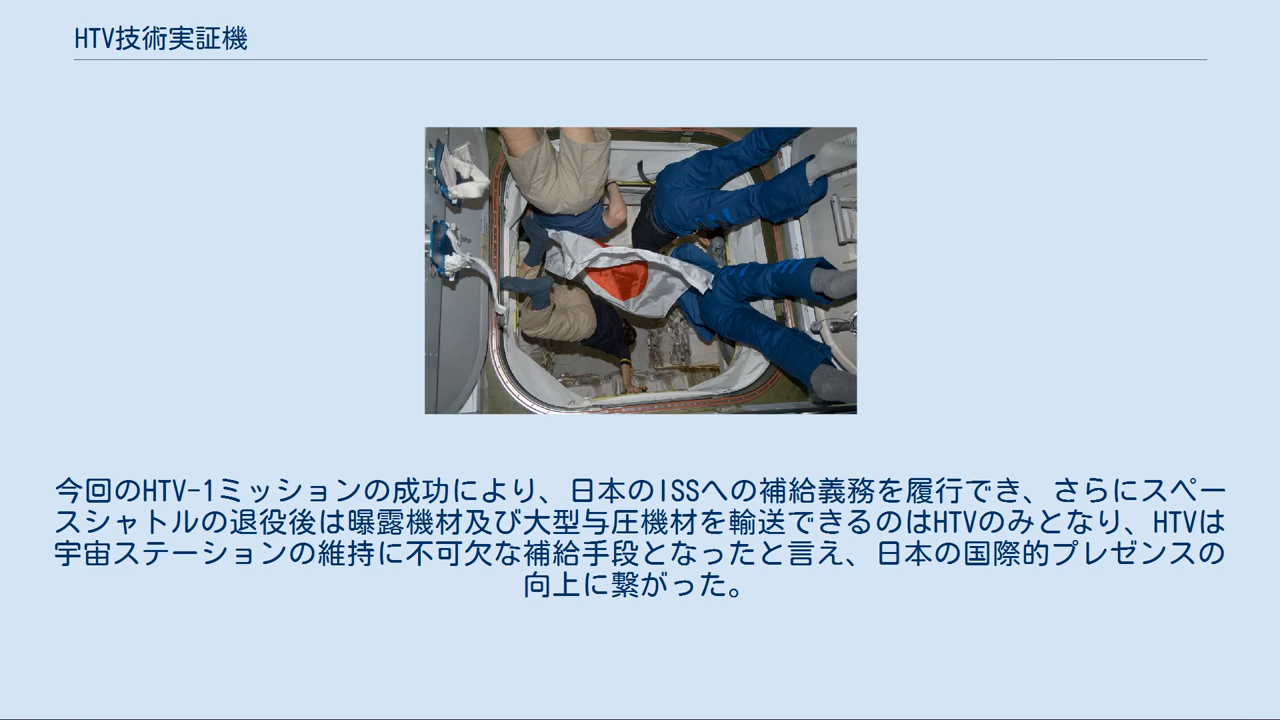 HTV技術実証機
今回のHTV-1ミッションの成功により、日本のISSへの補給義務を履行でき、さらにスペー
スシャトルの退役後は曝露機材及び大型与圧機材を輸送できるのはHTVのみとなり、HTVは
宇宙ステーションの維持に不可欠な補給手段となったと言え、日本の国際的プレゼンスの
向上に繋がった。